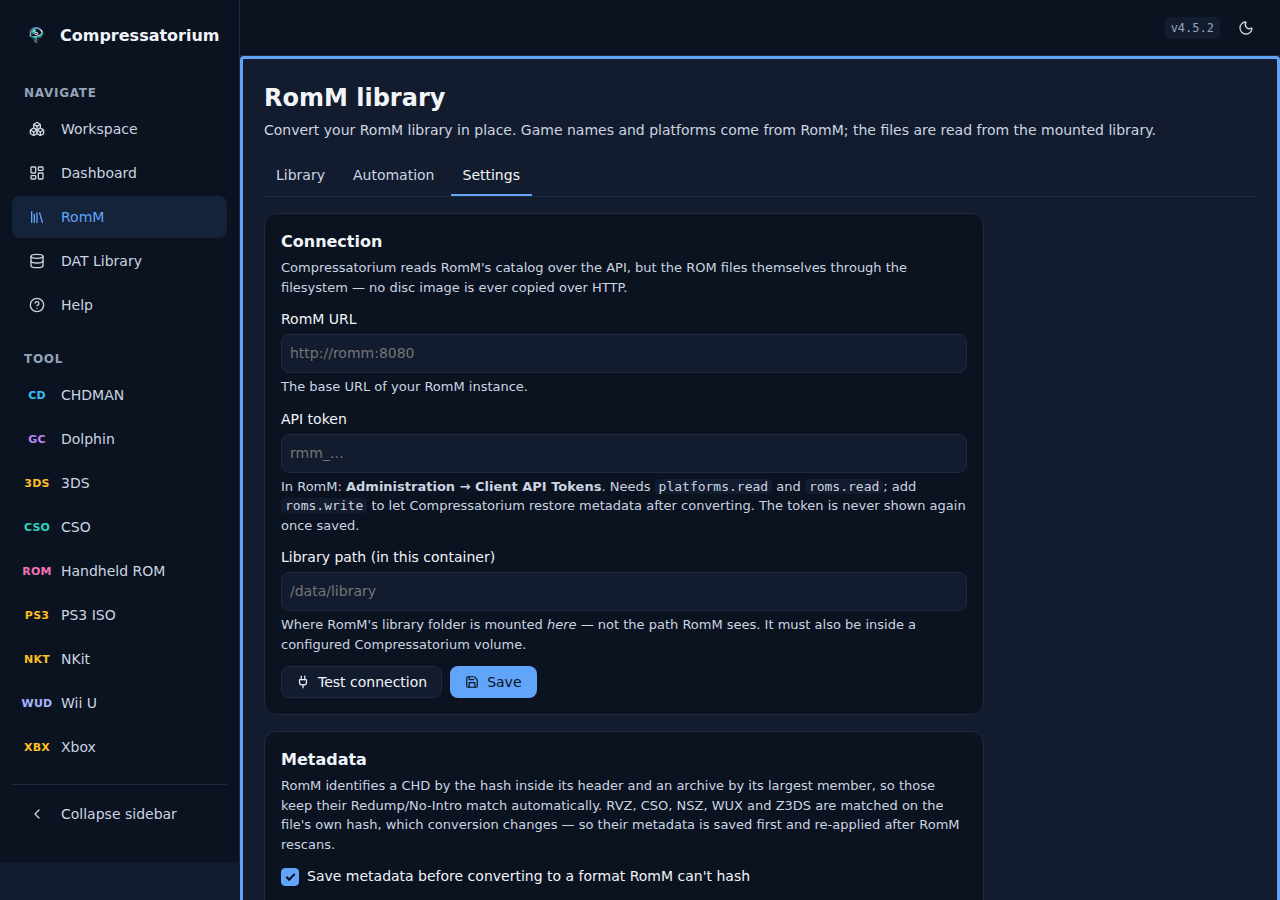 Compressatorium
v4.5.2
NAVIGATE
Workspace
Dashboard
RomM
DAT Library
Help
TOOL
CD CHDMAN
GC Dolphin
3DS 3DS
CSO CSO
ROM Handheld ROM
PS3 PS3 ISO
NKT NKit
WUD Wii U
XBX Xbox
Collapse sidebar
RomM library
Convert your RomM library in place. Game names and platforms come from RomM; the files are read from the mounted library.
Library Automation Settings
Connection
Compressatorium reads RomM's catalog over the API, but the ROM files themselves through the
filesystem — no disc image is ever copied over HTTP.
RomM URL
http://romm:8080
The base URL of your RomM instance.
API token
rmm_…
In RomM: Administration → Client API Tokens. Needs platforms.read and roms.read; add
roms.write to let Compressatorium restore metadata after converting. The token is never shown again
once saved.
Library path (in this container)
/data/library
Where RomM's library folder is mounted here — not the path RomM sees. It must also be inside a
configured Compressatorium volume.
Test connection Save
Metadata
RomM identifies a CHD by the hash inside its header and an archive by its largest member, so those
keep their Redump/No-Intro match automatically. RVZ, CSO, NSZ, WUX and Z3DS are matched on the
file's own hash, which conversion changes — so their metadata is saved first and re-applied after RomM
rescans.
Save metadata before converting to a format RomM can't hash